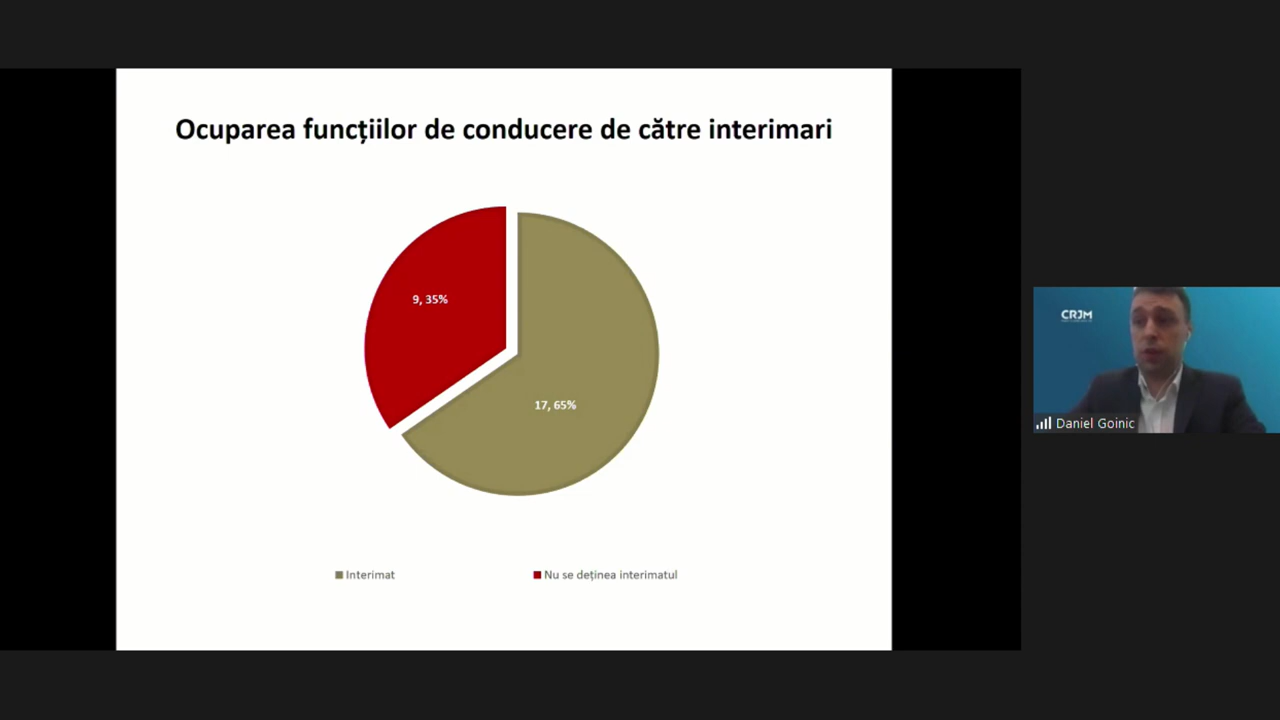 Ocuparea funcțiilor de conducere de către interimari
9, 35%
17, 65%
Interimat
Nu se deținea interimatul
CRJM
Daniel Goinic